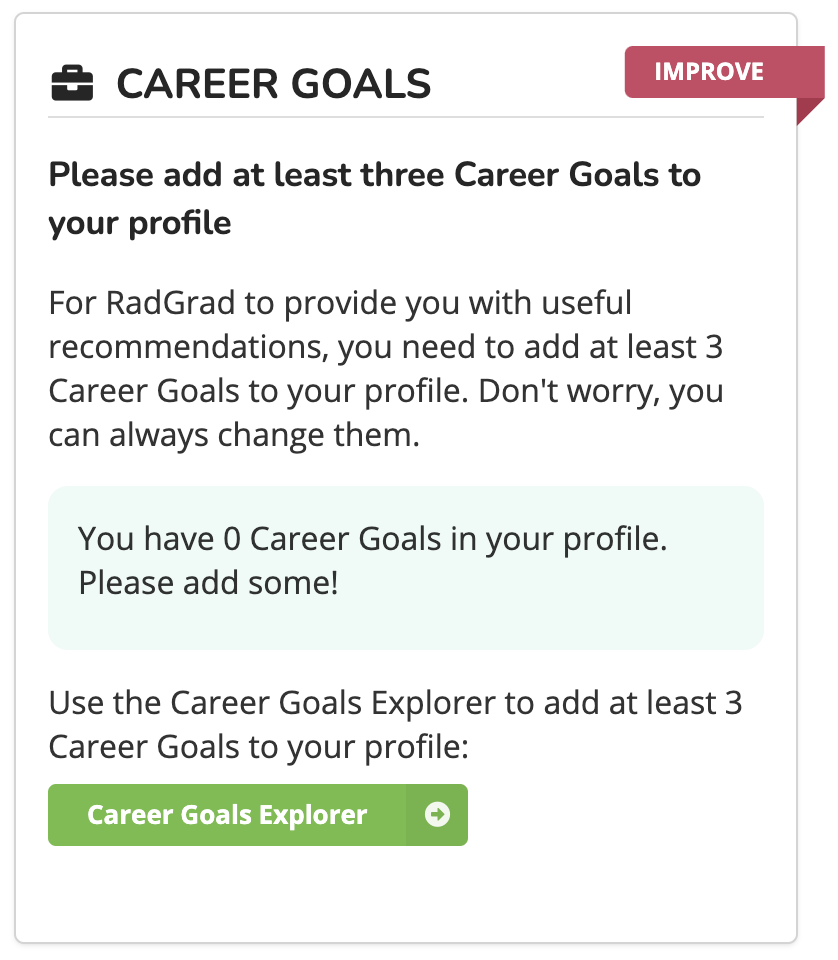 CAREER GOALS
IMPROVE
Please add at least three Career Goals to
your profile
For RadGrad to provide you with useful
recommendations, you need to add at least 3
Career Goals to your profile. Don't worry, you
can always change them.
You have 0 Career Goals in your profile.
Please add some!
Use the Career Goals Explorer to add at least 3
Career Goals to your profile:
Career Goals Explorer